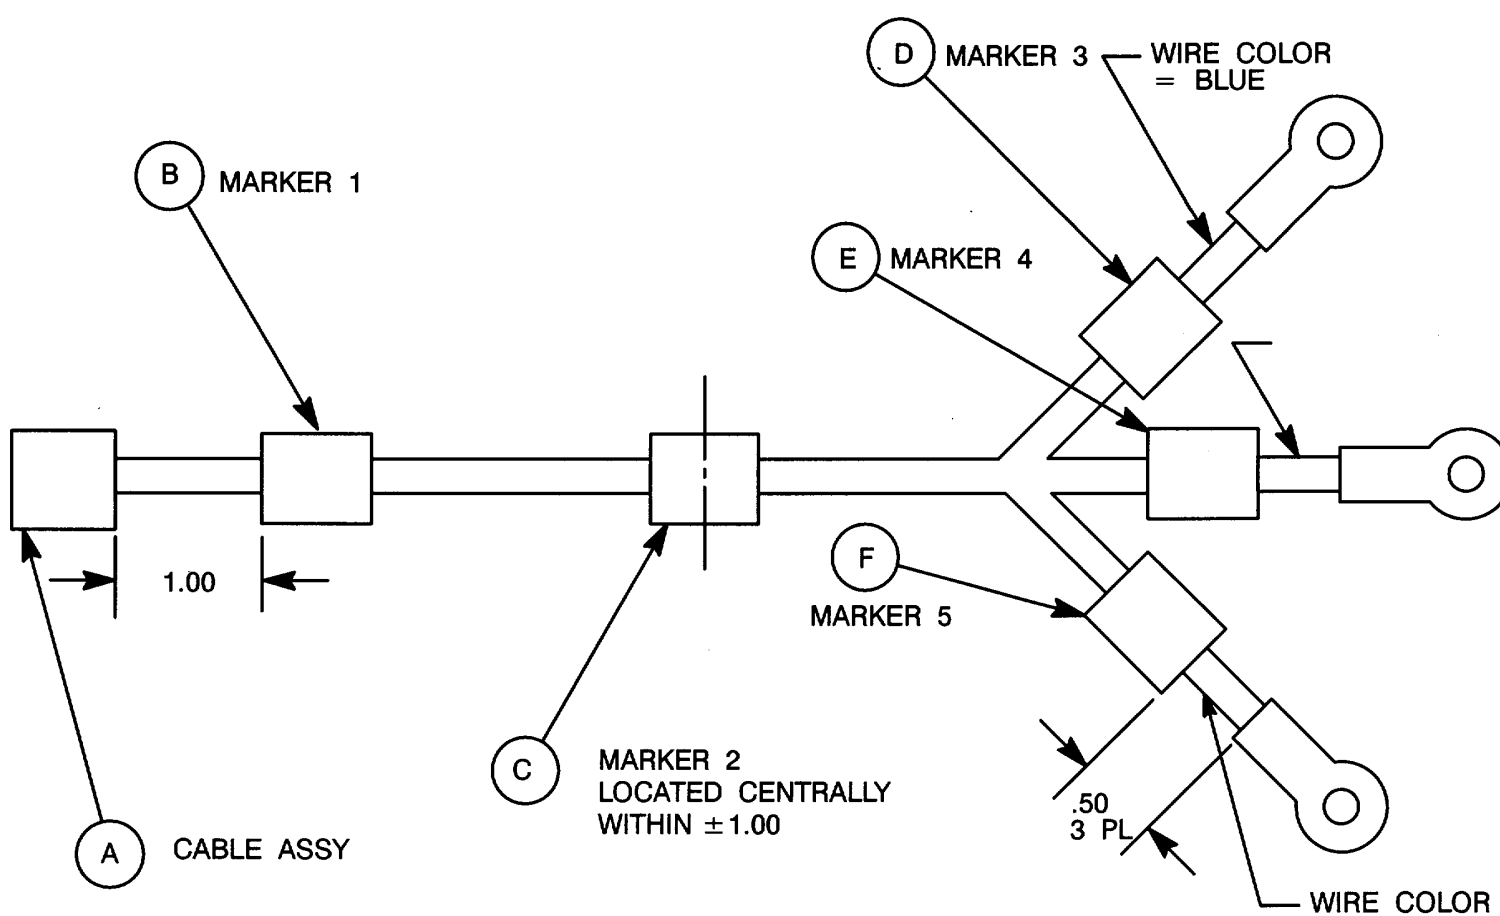 D
MARKER 3
WIRE COLOR
= BLUE
B
MARKER 1
E
MARKER 4
1.00
F
MARKER 5
C
MARKER 2
LOCATED CENTRALLY
WITHIN ±1.00
.50
3 PL
A
CABLE ASSY
WIRE COLOR